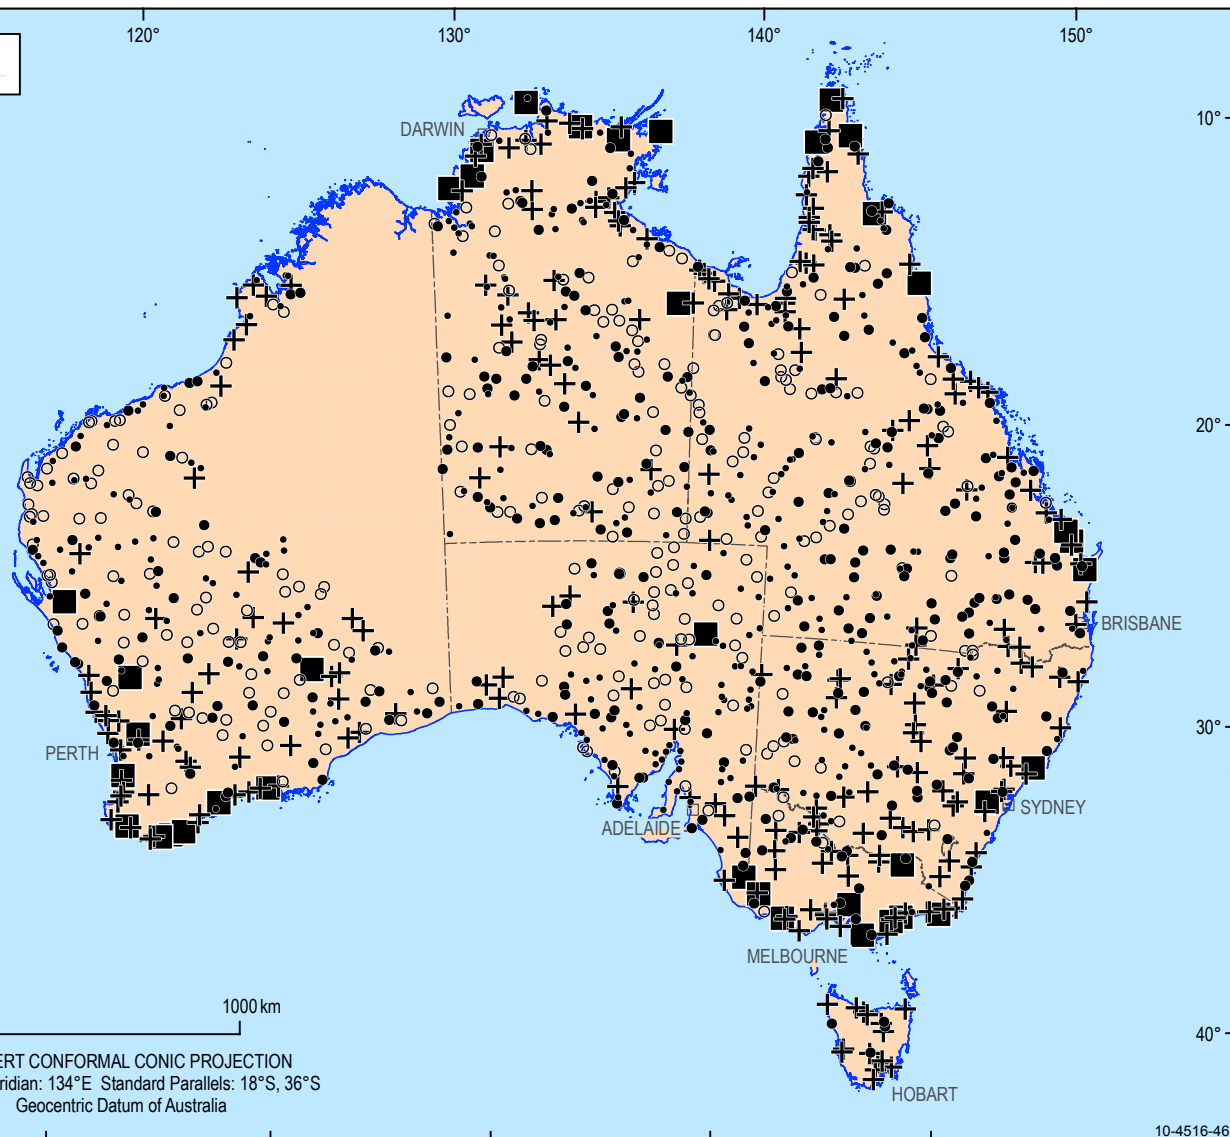 120°
130°
140°
150°
10°
DARWIN
20°
BRISBANE
30°
PERTH
SYDNEY
ADELAIDE
MELBOURNE
1000 km
40°
ERT CONFORMAL CONIC PROJECTION
ridian: 134°E Standard Parallels: 18°S, 36°S
Geocentric Datum of Australia
HOBART
10-4516-46